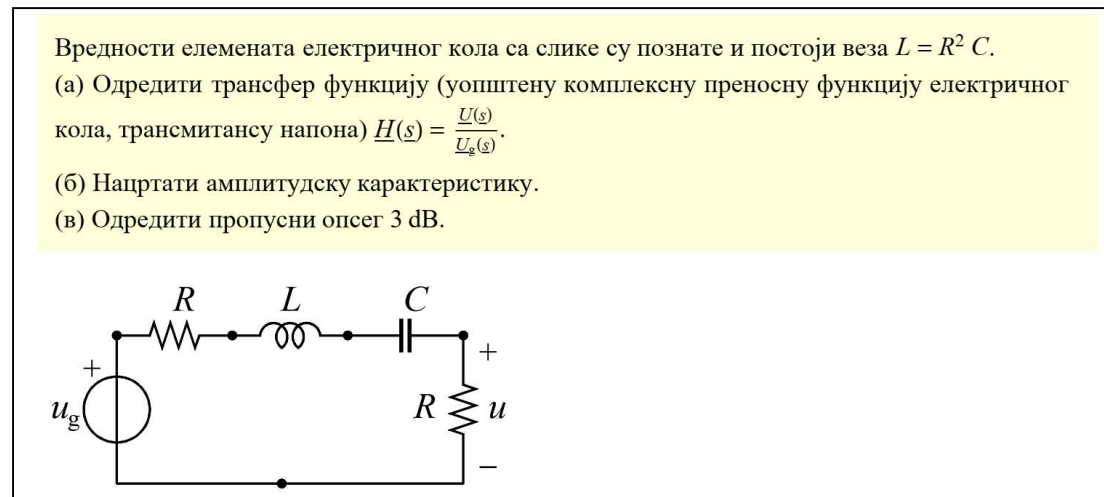 Вредности елемената електричног кола са слике су познате и постоји веза L = R² C.
(а) Одредити трансфер функцију (уопштену комплексну преносну функцију електричног
кола, трансмитансу напона) H(s) = U(s)/Ug(s).
(б) Нацртати амплитудску карактеристику.
(в) Одредити пропусни опсег 3 dB.
R L C
+ +
ug R u
−